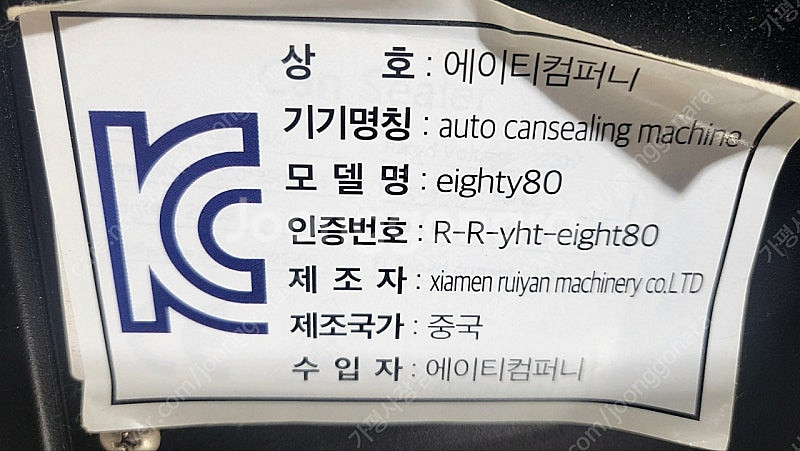 상 호 : 에이티컴퍼니
기기명칭 : auto cansealing machine
모 델 명 : eighty80
인증번호 : R-R-yht-eight80
제 조 자 : xiamen ruiyan machinery co.LTD
제조국가 : 중국
수 입 자 : 에이티컴퍼니